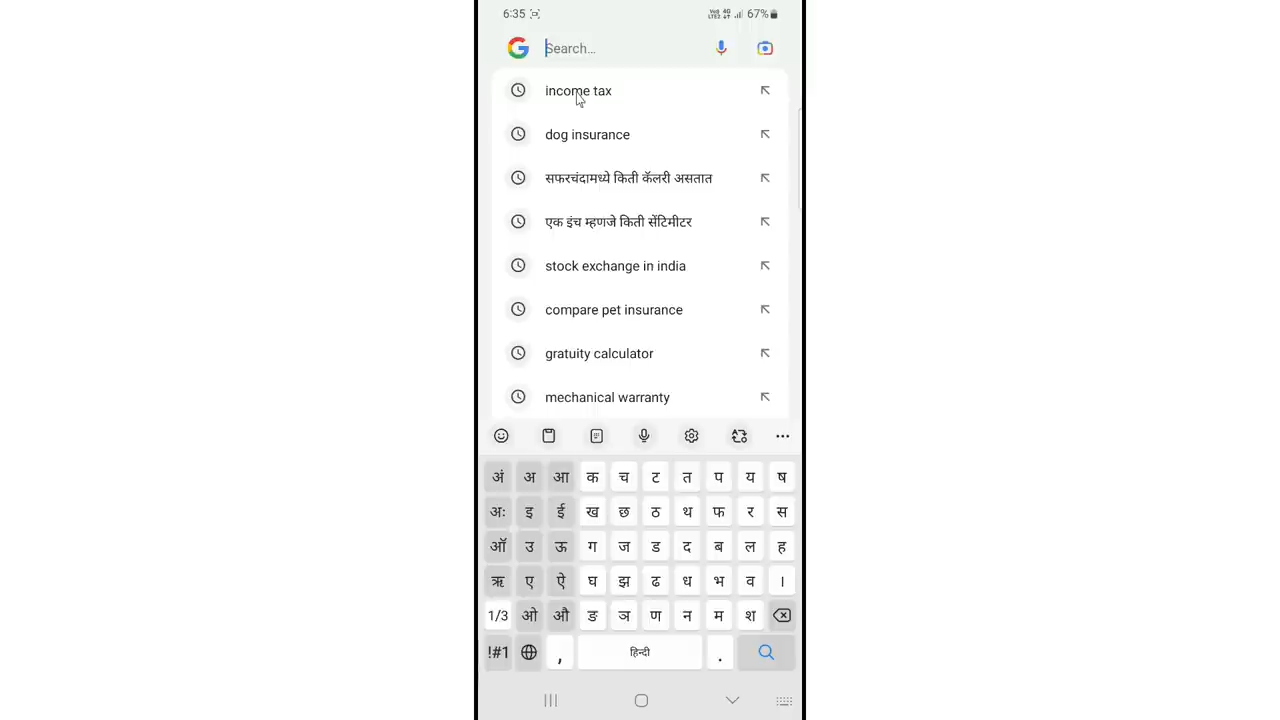 6:35 67%
Search...
income tax
dog insurance
सफरचंदामध्ये किती कॅलरी असतात
एक इंच म्हणजे किती सेंटिमीटर
stock exchange in india
compare pet insurance
gratuity calculator
mechanical warranty
अं अ आ क च ट त प य ष
अः इ ई ख छ ठ थ फ र स
ऑ उ ऊ ग ज ड द ब ल ह
ऋ ए ऐ घ झ ढ ध भ व ।
1/3 ओ औ ङ ञ ण न म श
!#1 , हिन्दी .